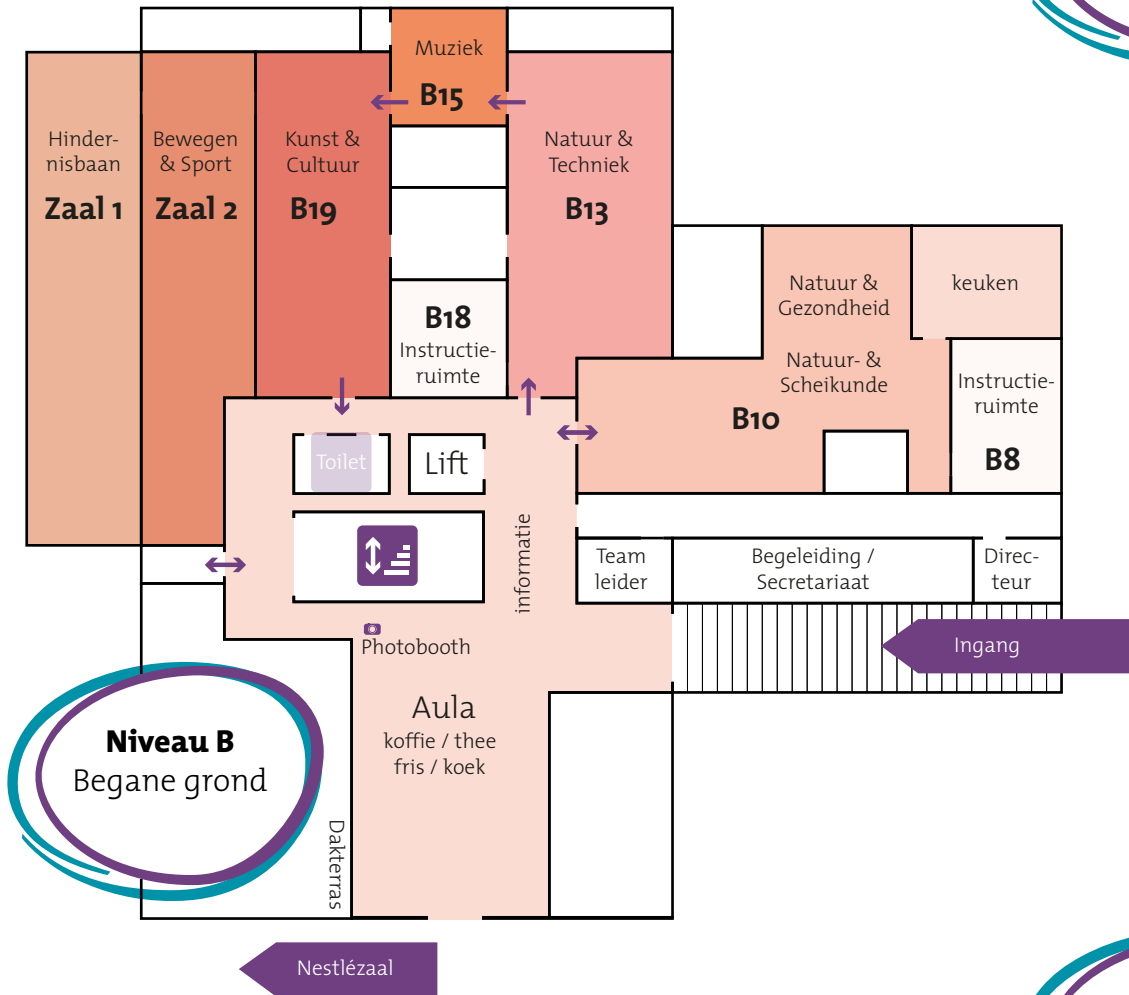 Muziek
B15
Hinder-
nisbaan
Zaal 1
Bewegen
& Sport
Zaal 2
Kunst &
Cultuur
B19
Natuur &
Techniek
B13
B18
Instructie-
ruimte
Natuur &
Gezondheid
keuken
Natuur- &
Scheikunde
B10
Instructie-
ruimte
B8
Toilet
Lift
informatie
Team
leider
Begeleiding /
Secretariaat
Direc-
teur
Ingang
Photobooth
Aula
koffie / thee
fris / koek
Niveau B
Begane grond
Dakterras
Nestlézaal